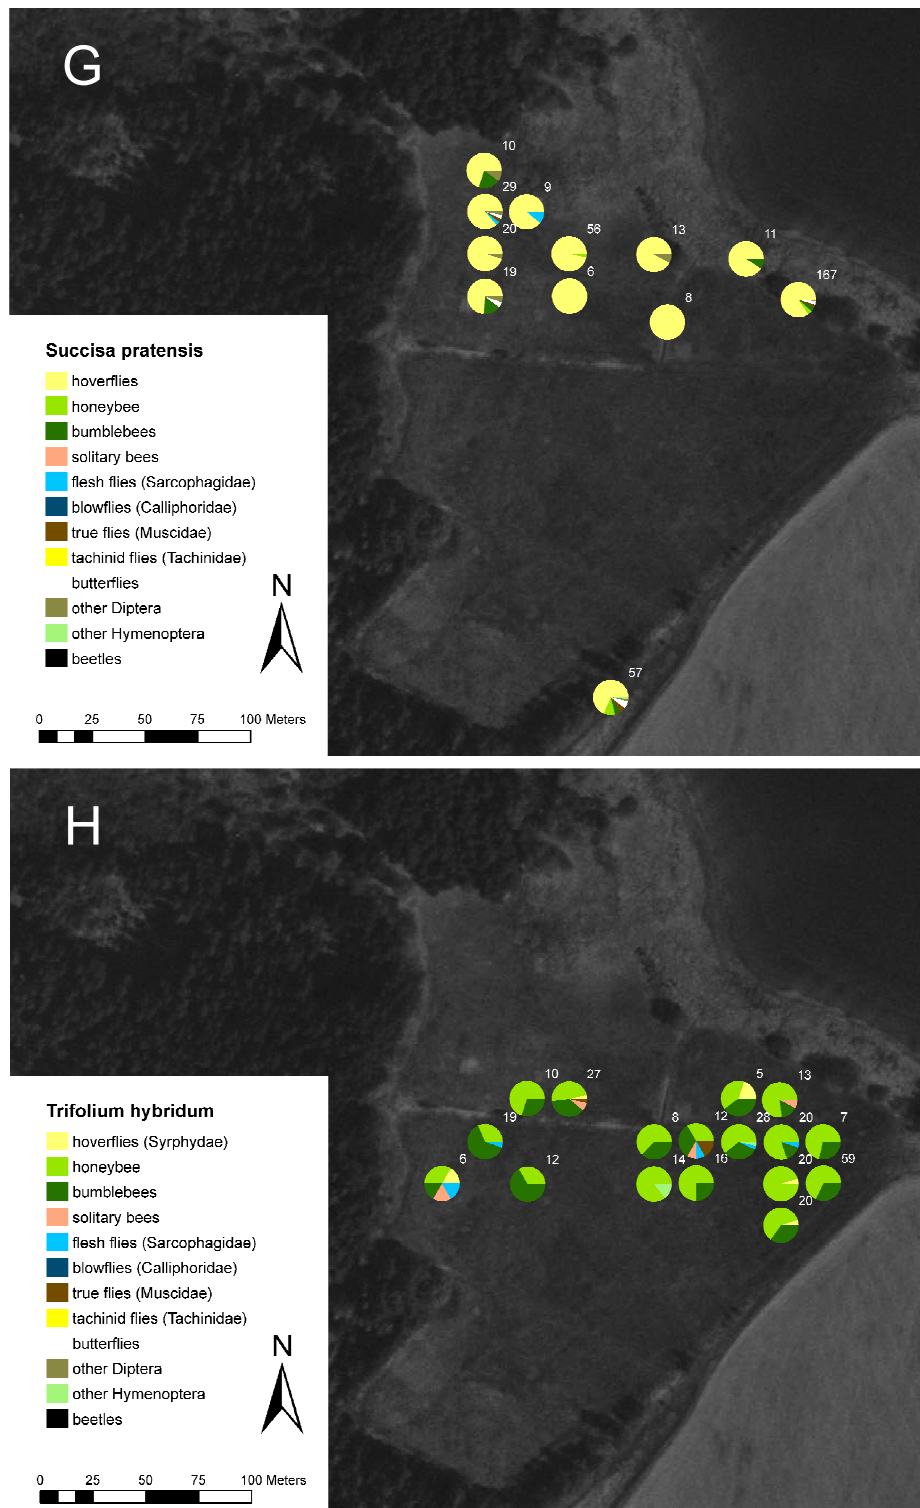 G
10
29
9
20
56
13
11
19
6
167
8
Succisa pratensis
hoverflies
honeybee
bumblebees
solitary bees
flesh flies (Sarcophagidae)
blowflies (Calliphoridae)
true flies (Muscidae)
tachinid flies (Tachinidae)
butterflies
other Diptera
other Hymenoptera
beetles
N
0 25 50 75 100 Meters
57
H
10 27 5 13
19 8 12 28 20 7
6 12 14 16 20 59
20
Trifolium hybridum
hoverflies (Syrphydae)
honeybee
bumblebees
solitary bees
flesh flies (Sarcophagidae)
blowflies (Calliphoridae)
true flies (Muscidae)
tachinid flies (Tachinidae)
butterflies
other Diptera
other Hymenoptera
beetles
N
0 25 50 75 100 Meters